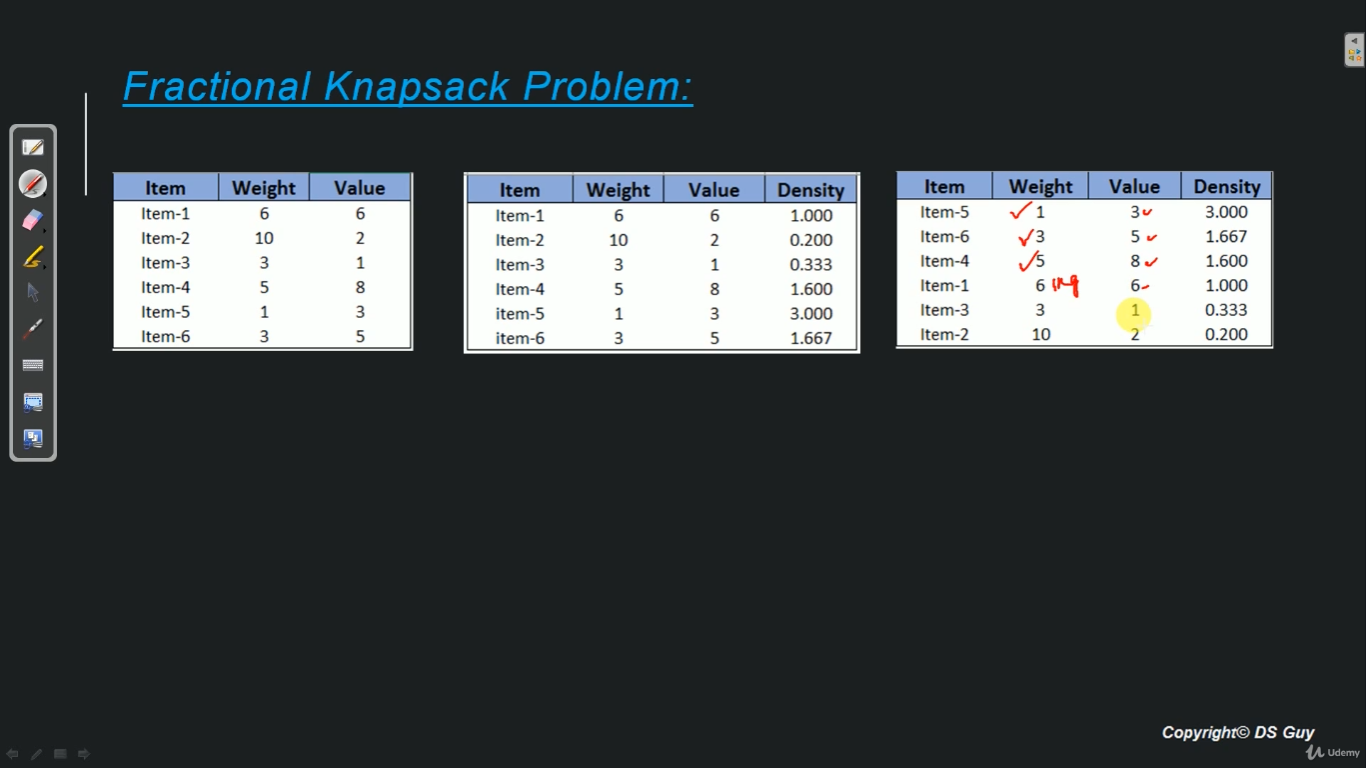 Fractional Knapsack Problem:
Item Weight Value
Item-1 6 6
Item-2 10 2
Item-3 3 1
Item-4 5 8
Item-5 1 3
Item-6 3 5
Item Weight Value Density
Item-1 6 6 1.000
Item-2 10 2 0.200
Item-3 3 1 0.333
Item-4 5 8 1.600
item-5 1 3 3.000
item-6 3 5 1.667
Item Weight Value Density
Item-5 1 3 3.000
Item-6 3 5 1.667
Item-4 5 8 1.600
Item-1 6 6 1.000
Item-3 3 1 0.333
Item-2 10 2 0.200
Copyright© DS Guy
Udemy